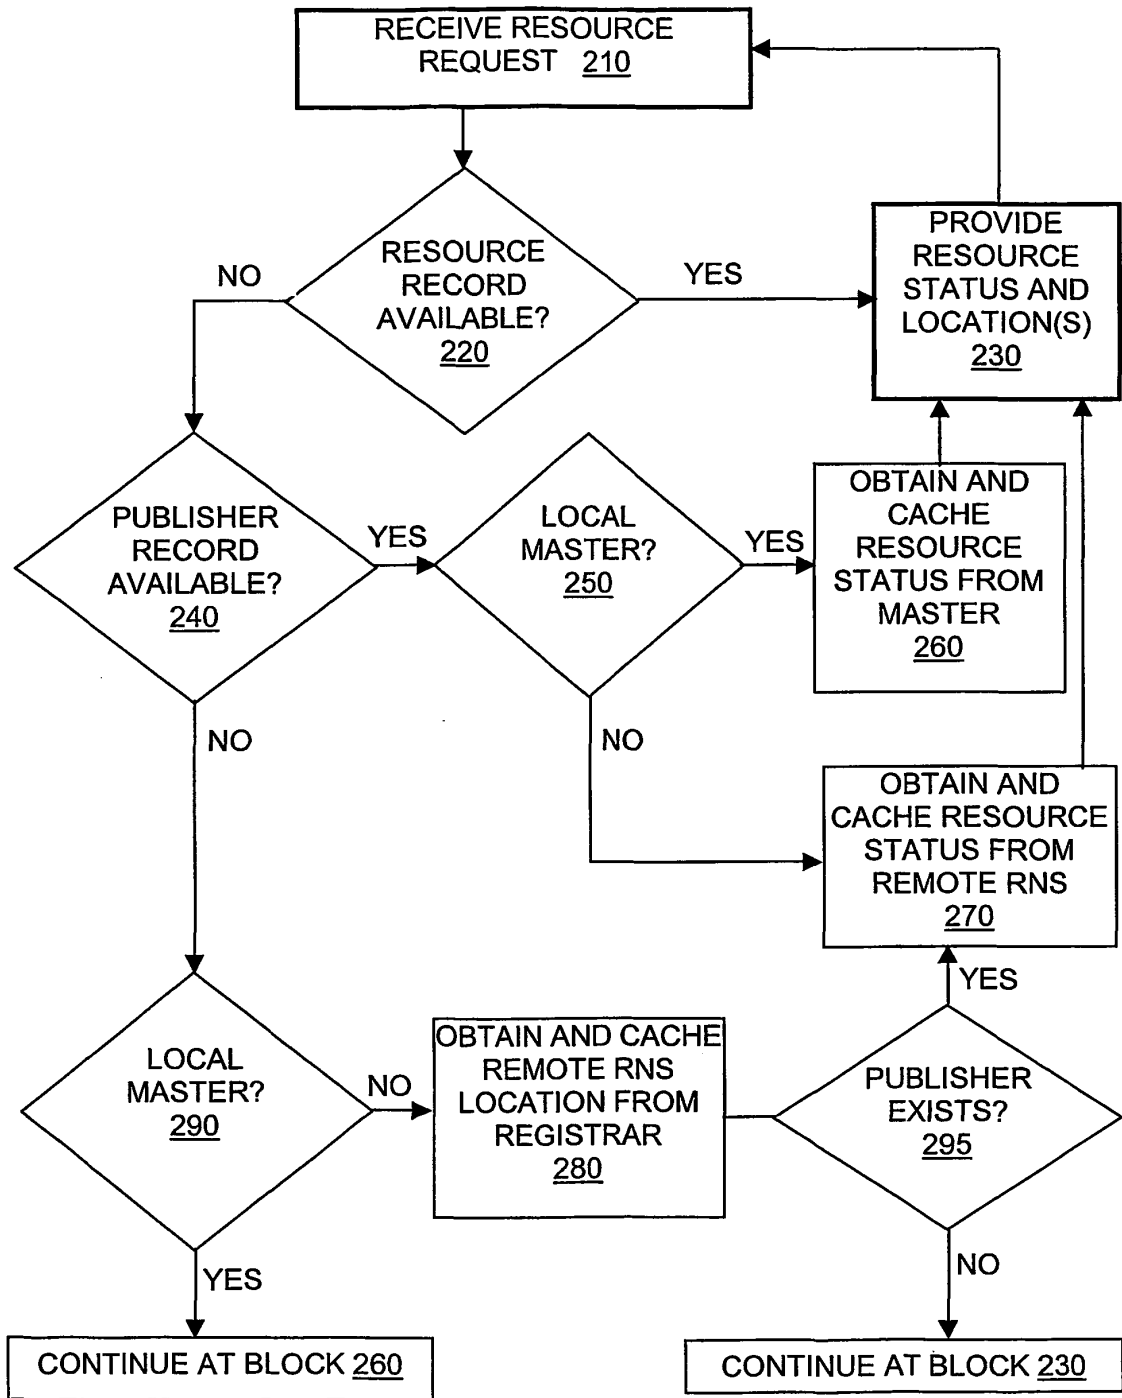 RECEIVE RESOURCE
REQUEST 210
RESOURCE
RECORD
AVAILABLE?
220
NO
YES
PROVIDE
RESOURCE
STATUS AND
LOCATION(S)
230
PUBLISHER
RECORD
AVAILABLE?
240
YES
LOCAL
MASTER?
250
YES
OBTAIN AND
CACHE
RESOURCE
STATUS FROM
MASTER
260
NO
NO
OBTAIN AND
CACHE RESOURCE
STATUS FROM
REMOTE RNS
270
YES
LOCAL
MASTER?
290
NO
OBTAIN AND CACHE
REMOTE RNS
LOCATION FROM
REGISTRAR
280
PUBLISHER
EXISTS?
295
YES
NO
CONTINUE AT BLOCK 260
CONTINUE AT BLOCK 230